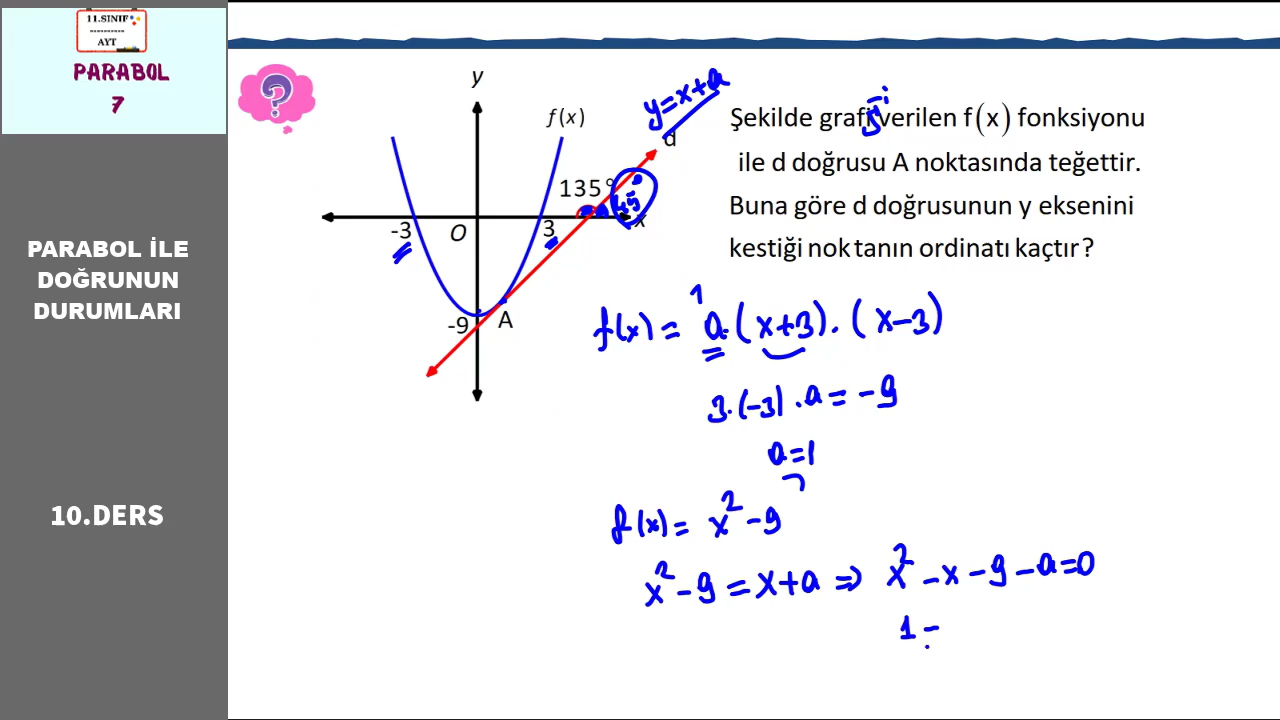 11.SINIF
----------
AYT
PARABOL
7
PARABOL İLE
DOĞRUNUN
DURUMLARI
10.DERS
y
f(x)
y=x+a
d
135°
45°
x
-3
O
3
-9
A
Şekilde grafiği verilen f(x) fonksiyonu
ile d doğrusu A noktasında teğettir.
Buna göre d doğrusunun y eksenini
kestiği noktanın ordinatı kaçtır?
f(x) = a.(x+3).(x-3)
1
3.(-3).a = -9
a=1
f(x) = x² - 9
x² - 9 = x+a ⇒ x² - x - 9 - a = 0
1 -